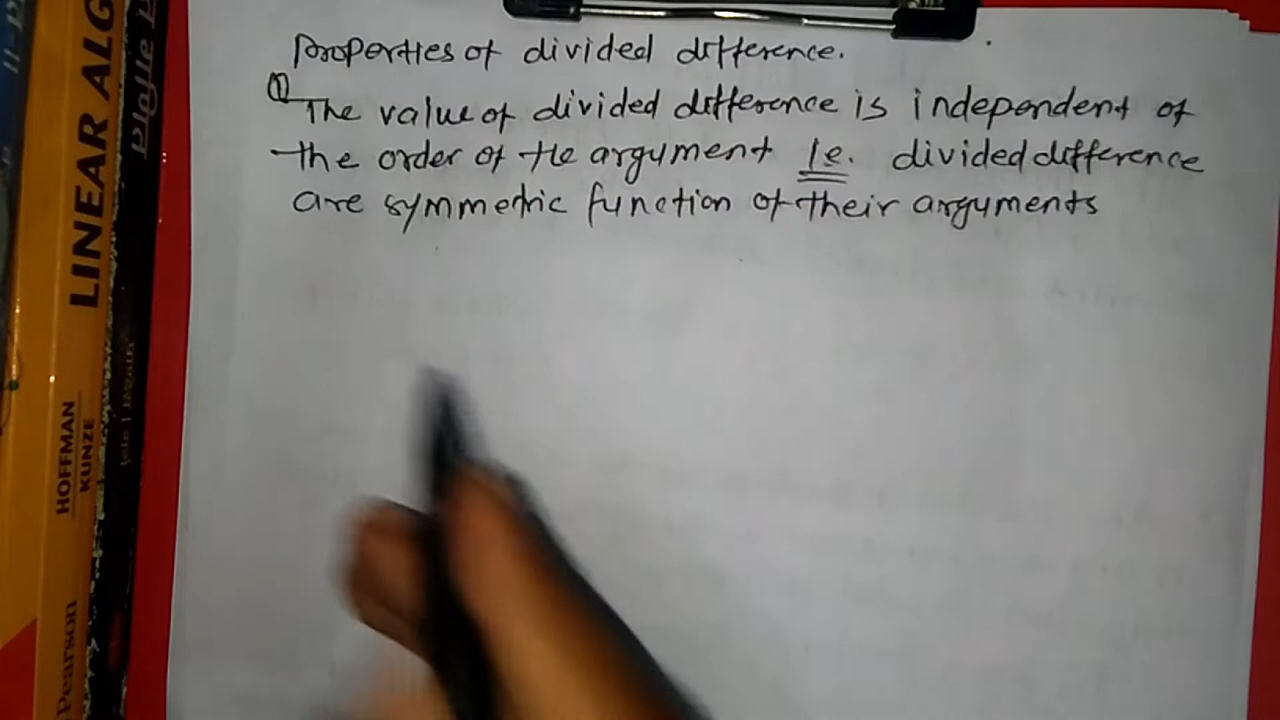 Properties of divided difference.
① The value of divided difference is independent of
the order of the argument ie. divided difference
are symmetric function of their arguments
LINEAR ALG
HOFFMAN
KUNZE
Pearson